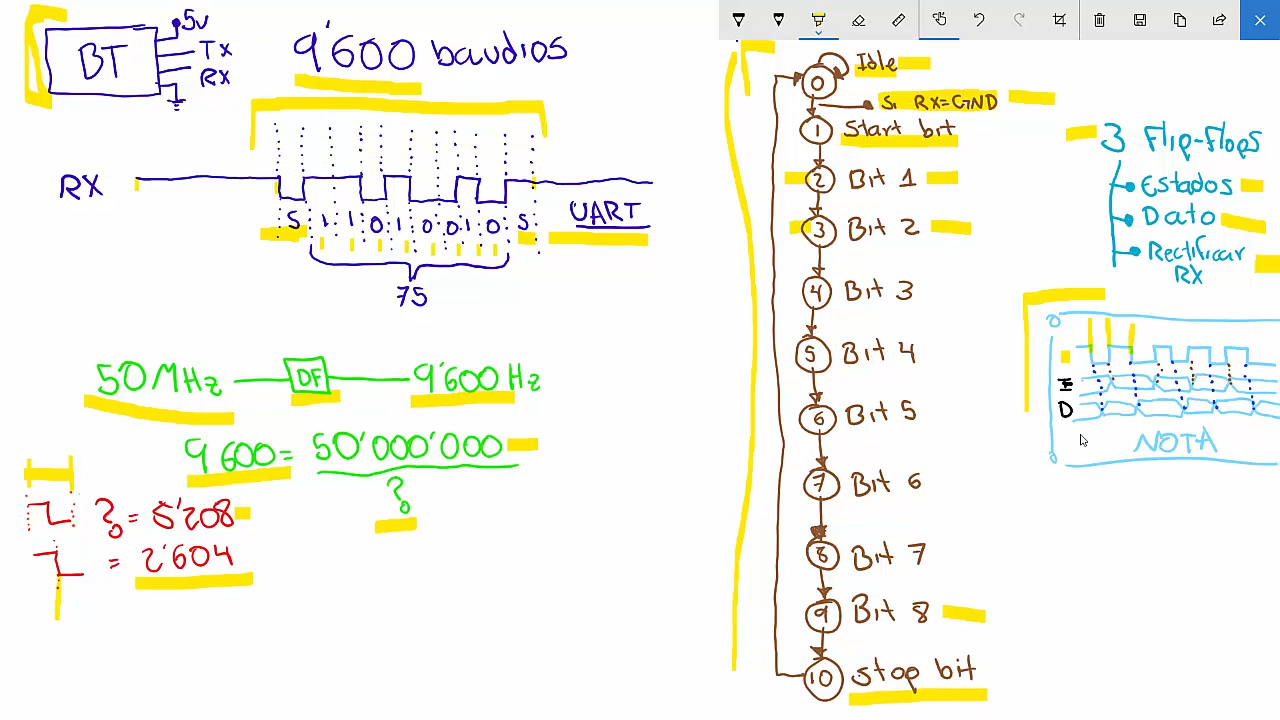 BT
5v
Tx
RX
9'600 baudios
RX
S 1 1 0 1 0 0 1 0 S
UART
75
50 MHz DF 9'600 Hz
9 600 = 50'000'000
?
? = 5'208
= 2'604
0 Idle
Si RX=GND
1 Start bit
2 Bit 1
3 Bit 2
4 Bit 3
5 Bit 4
6 Bit 5
7 Bit 6
8 Bit 7
9 Bit 8
10 stop bit
3 Flip-Flops
Estados
Dato
Rectificar
RX
E
D
NOTA